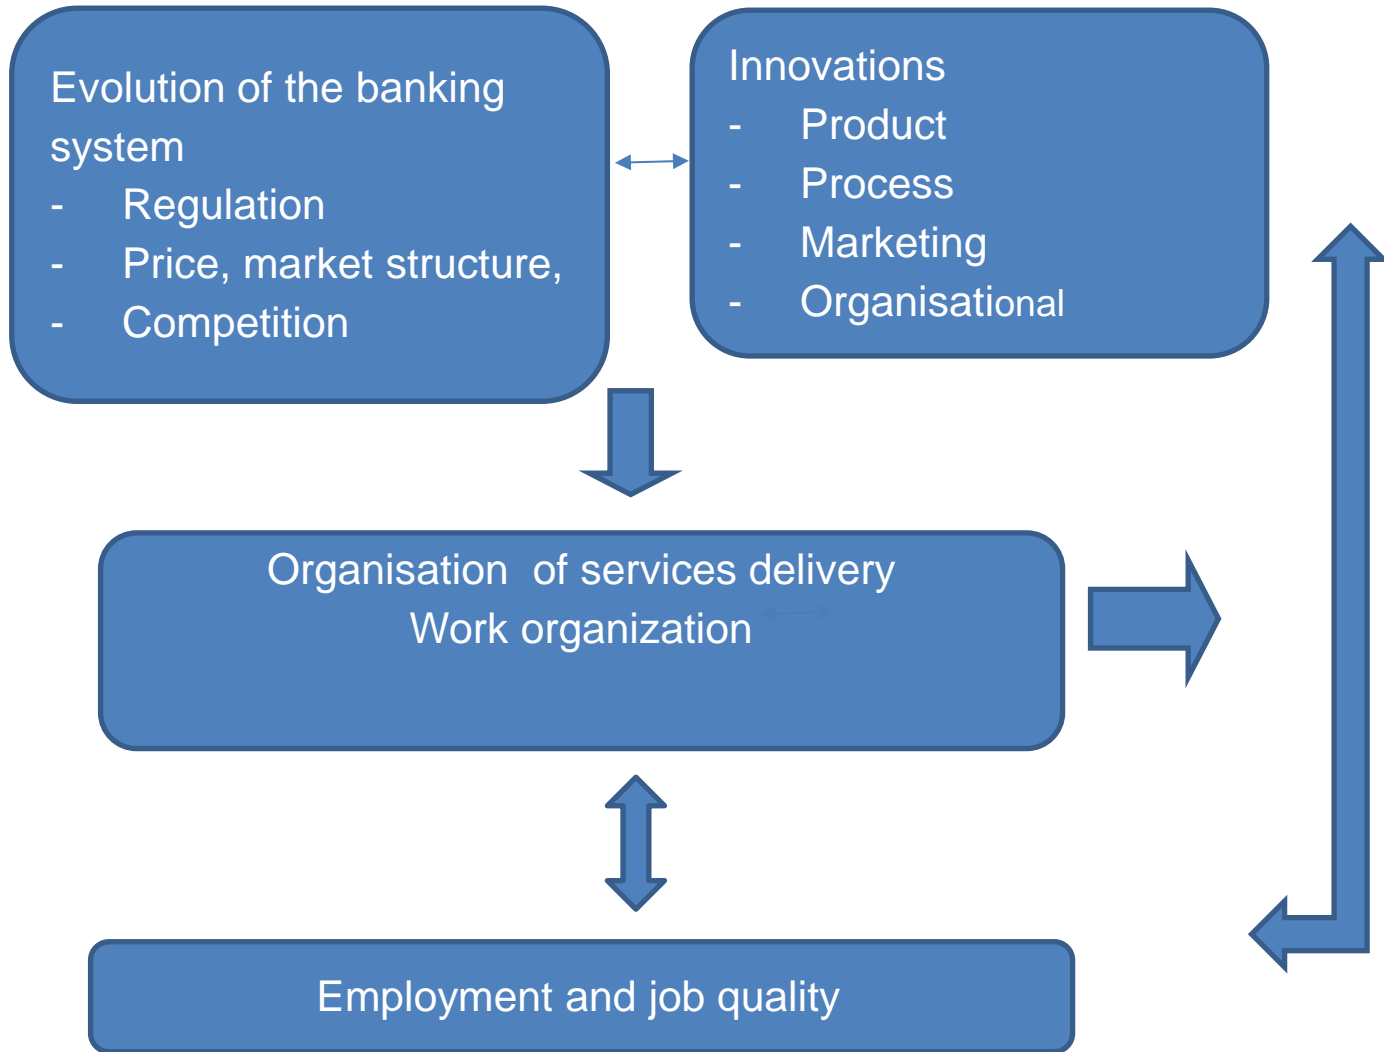 Evolution of the banking
system
- Regulation
- Price, market structure,
- Competition
Innovations
- Product
- Process
- Marketing
- Organisational
Organisation of services delivery
Work organization
Employment and job quality